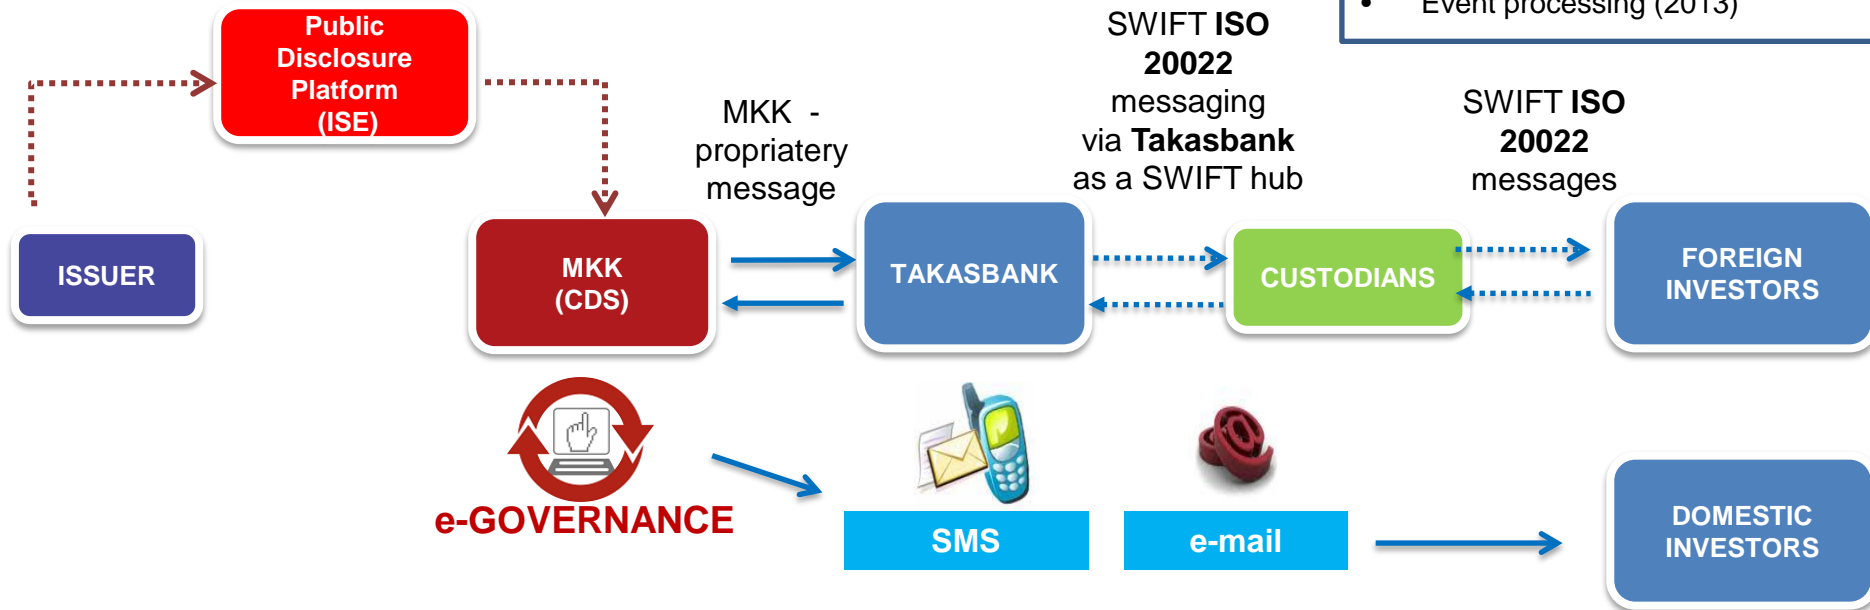 • Event processing (2013)
Public
Disclosure
Platform
(ISE)
SWIFT ISO
20022
messaging
via Takasbank
as a SWIFT hub
SWIFT ISO
20022
messages
MKK -
propriatery
message
ISSUER
MKK
(CDS)
TAKASBANK
CUSTODIANS
FOREIGN
INVESTORS
e-GOVERNANCE
SMS
e-mail
DOMESTIC
INVESTORS